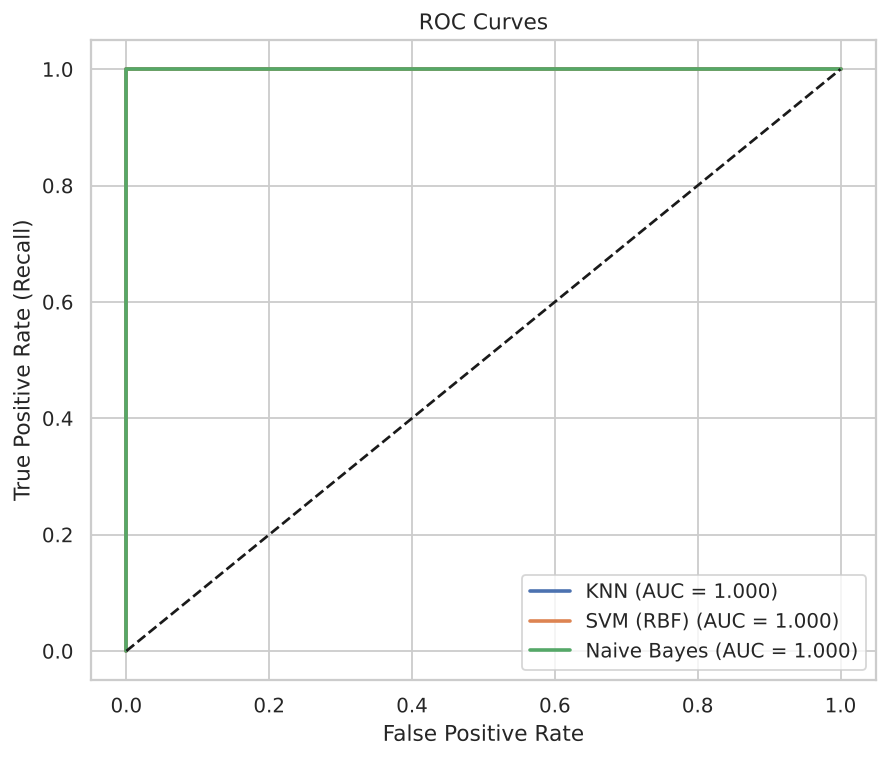 ROC Curves
True Positive Rate (Recall)
1.0
0.8
0.6
0.4
0.2
0.0
KNN (AUC = 1.000)
SVM (RBF) (AUC = 1.000)
Naive Bayes (AUC = 1.000)
0.0 0.2 0.4 0.6 0.8 1.0
False Positive Rate